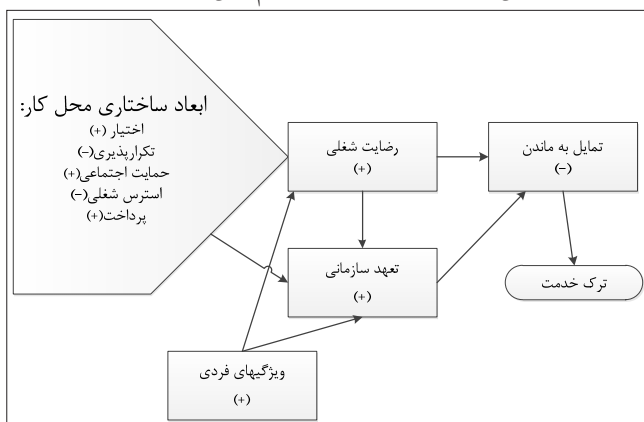 ابعاد ساختاری محل کار:
اختیار (+)
تکرارپذیری(–)
حمایت اجتماعی(+)
استرس شغلی(–)
پرداخت(+)
رضایت شغلی
(+)
تمایل به ماندن
(–)
تعهد سازمانی
(+)
ترک خدمت
ویژگیهای فردی
(+)